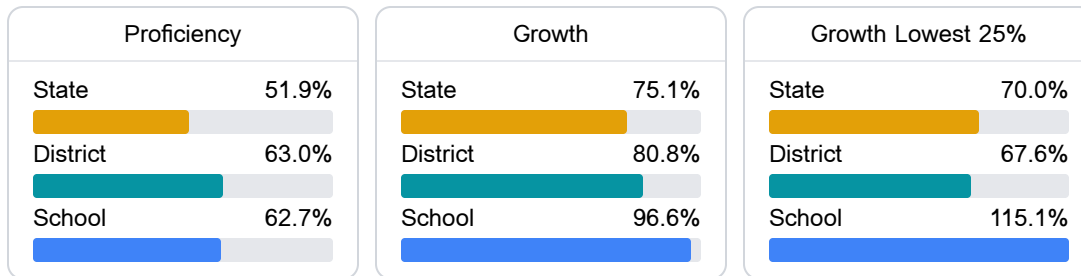 Proficiency
State 51.9%
District 63.0%
School 62.7%
Growth
State 75.1%
District 80.8%
School 96.6%
Growth Lowest 25%
State 70.0%
District 67.6%
School 115.1%